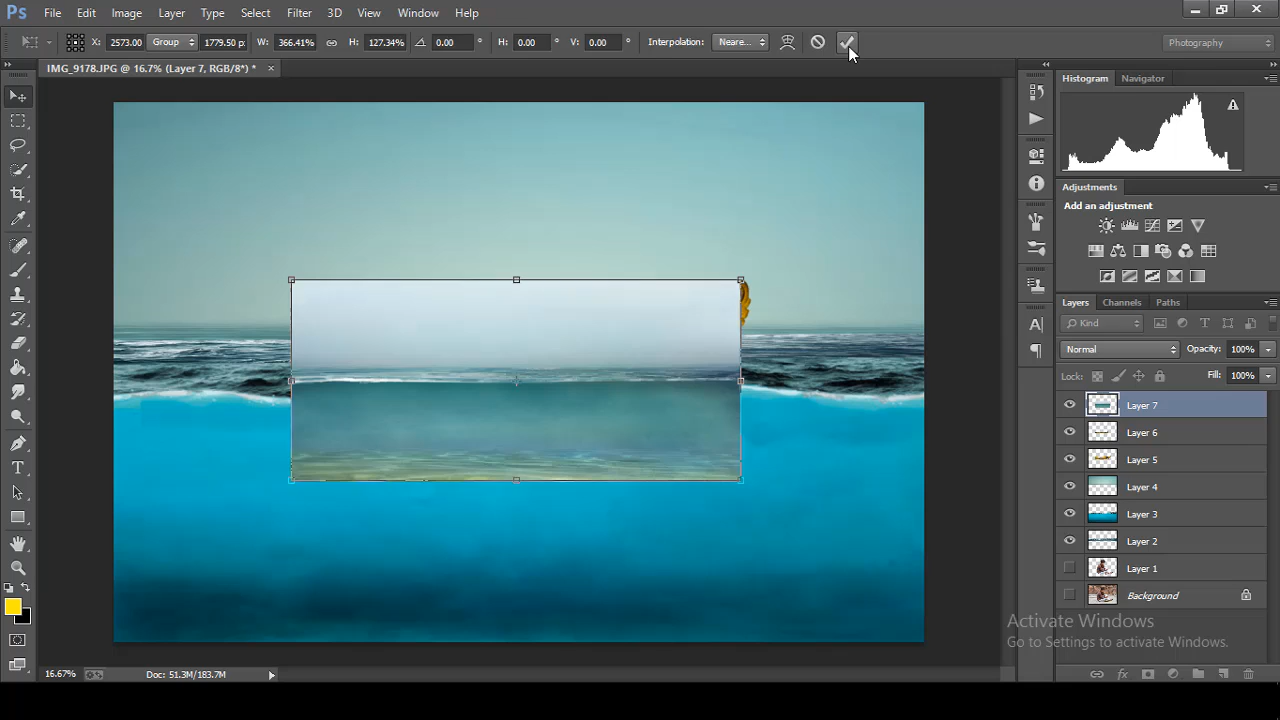 Ps File Edit Image Layer Type Select Filter 3D View Window Help
X: 2573.00 Group 1779.50 p: W: 366.41% H: 127.34% 0.00 ° H: 0.00 ° V: 0.00 ° Interpolation: Neare... Photography
IMG_9178.JPG @ 16.7% (Layer 7, RGB/8*) * ×
Histogram Navigator
Adjustments
Add an adjustment
Layers Channels Paths
Kind
Normal Opacity: 100%
Lock: Fill: 100%
Layer 7
Layer 6
Layer 5
Layer 4
Layer 3
Layer 2
Layer 1
Background
Activate Windows
Go to Settings to activate Windows.
16.67% Doc: 51.3M/183.7M